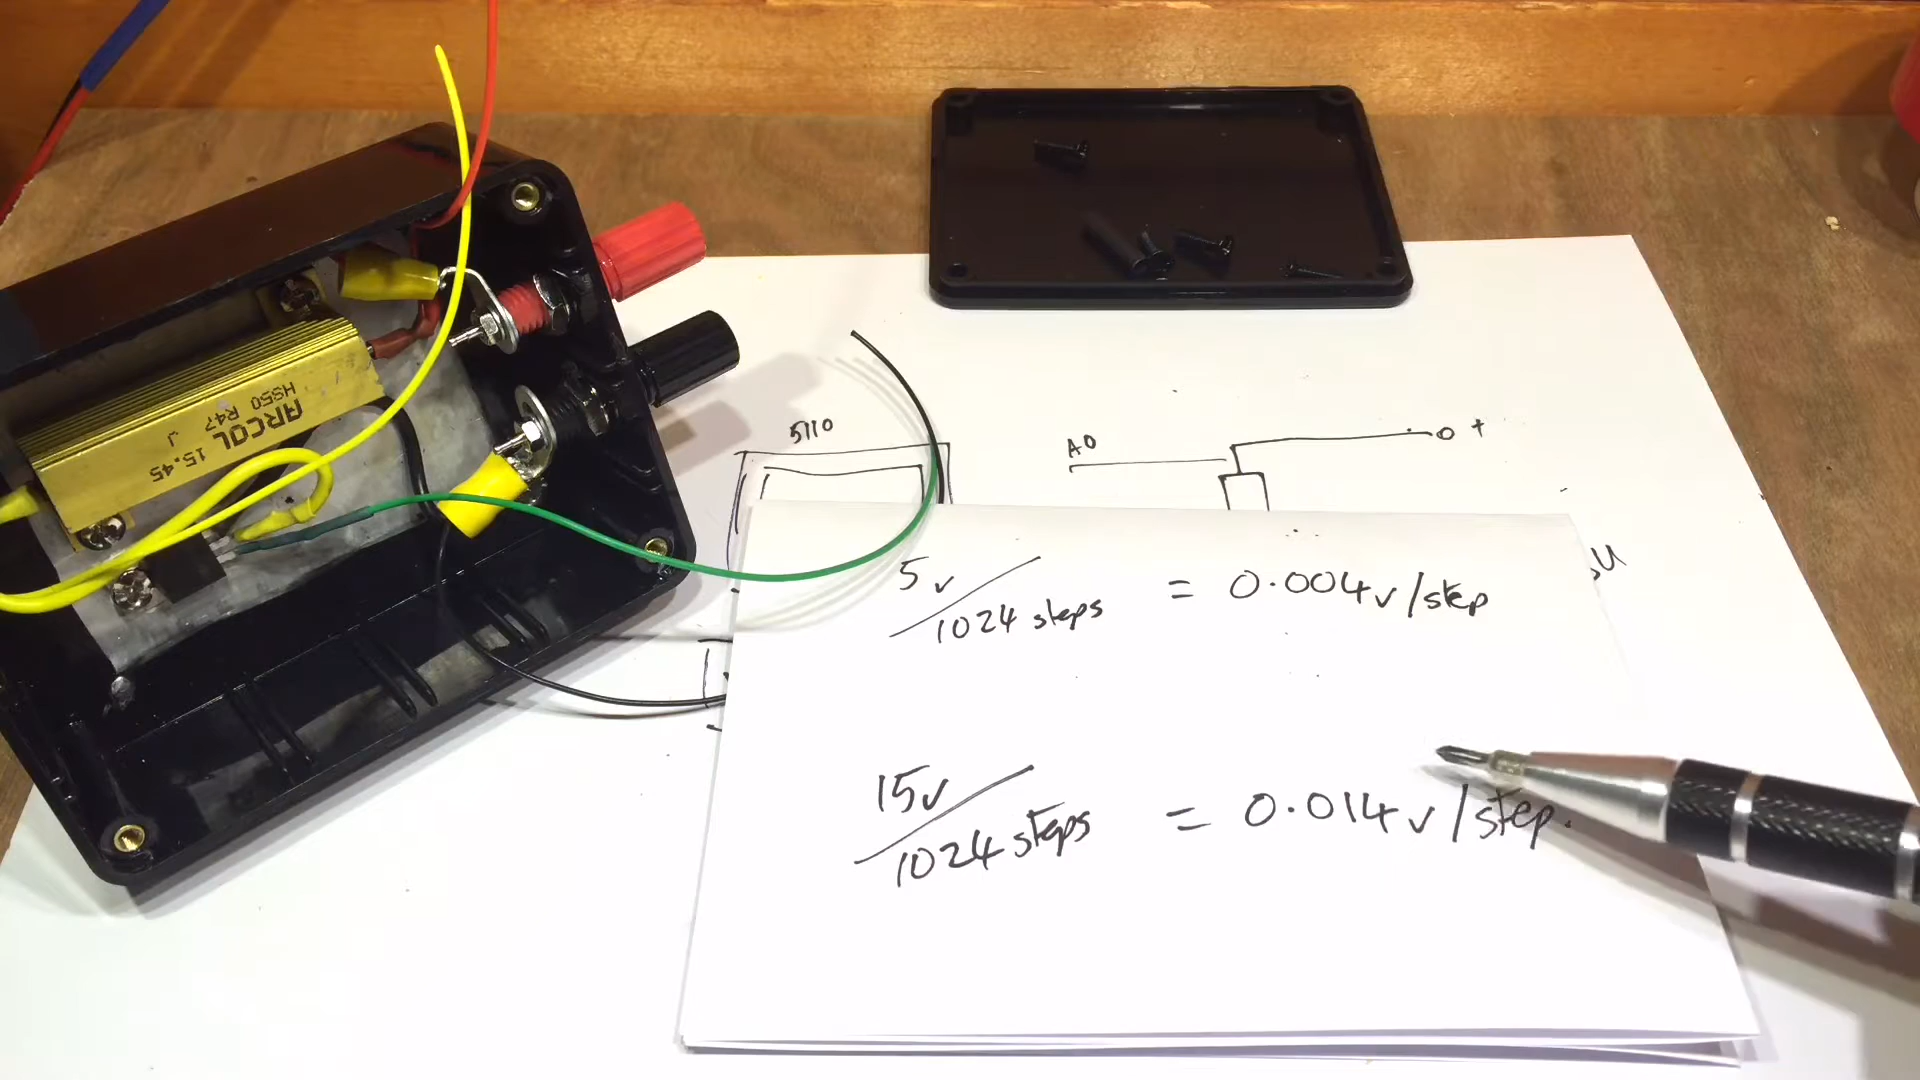 ARCOL
HS50 R47 J
15.45
5110
A0
+
5v / 1024 steps = 0.004v/step
15v / 1024 steps = 0.014v/step.